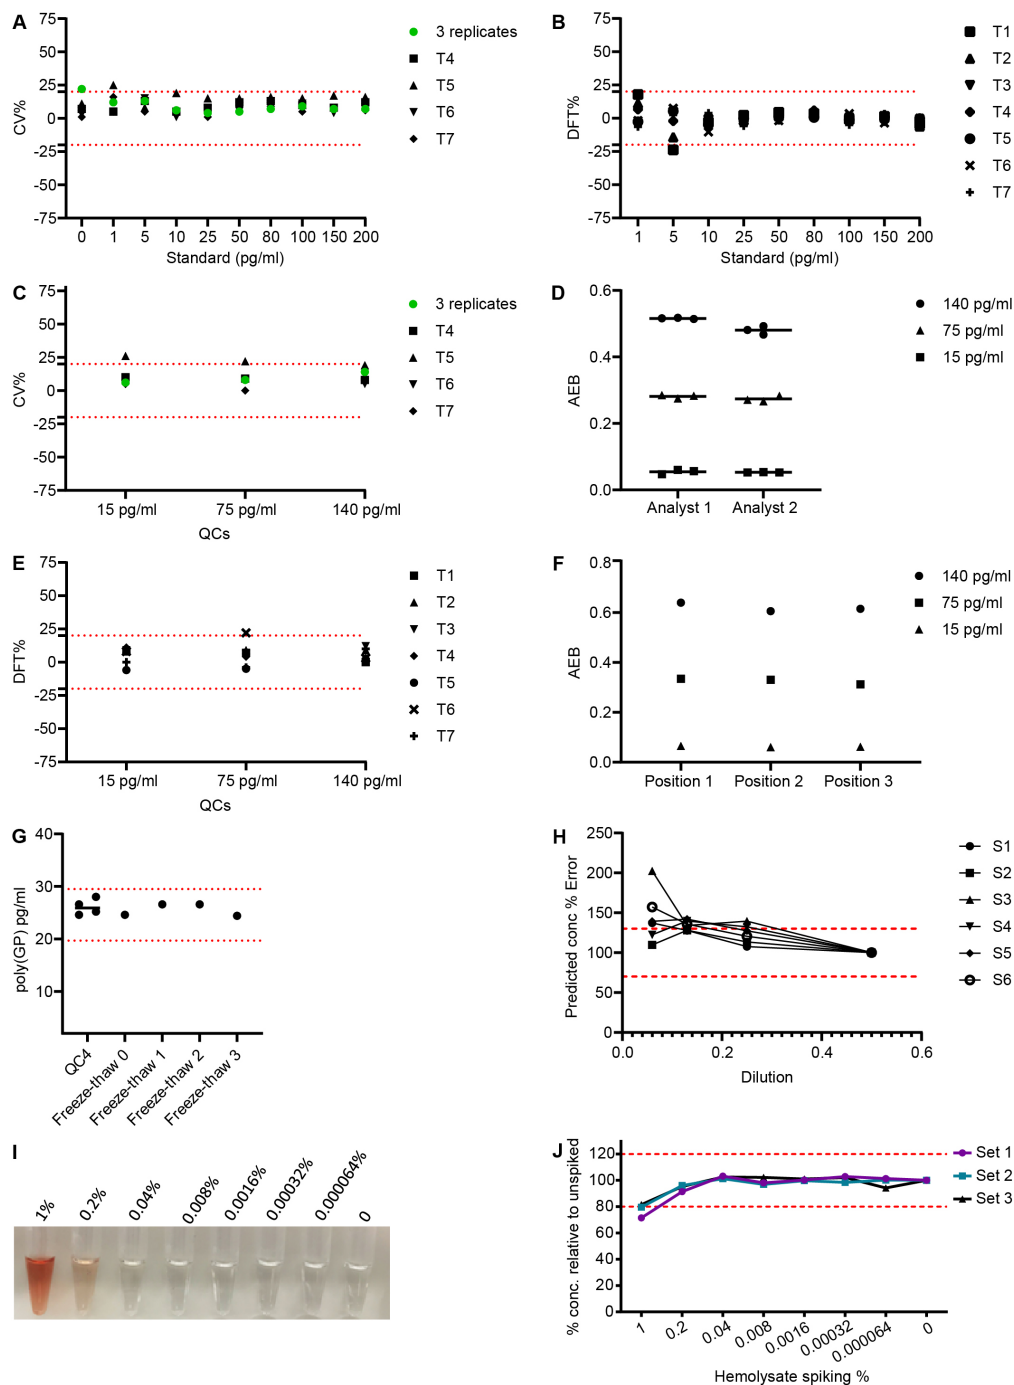 A
75
50
25
0
-25
-50
-75
CV%
0 1 5 10 25 50 80 100 150 200
Standard (pg/ml)
3 replicates
T4
T5
T6
T7
B
75
50
25
0
-25
-50
-75
DFT%
1 5 10 25 50 80 100 150 200
Standard (pg/ml)
T1
T2
T3
T4
T5
T6
T7
C
75
50
25
0
-25
-50
-75
CV%
15 pg/ml 75 pg/ml 140 pg/ml
QCs
3 replicates
T4
T5
T6
T7
D
0.6
0.4
0.2
0.0
AEB
Analyst 1 Analyst 2
140 pg/ml
75 pg/ml
15 pg/ml
E
75
50
25
0
-25
-50
-75
DFT%
15 pg/ml 75 pg/ml 140 pg/ml
QCs
T1
T2
T3
T4
T5
T6
T7
F
0.8
0.6
0.4
0.2
0.0
AEB
Position 1 Position 2 Position 3
140 pg/ml
75 pg/ml
15 pg/ml
G
40
30
20
10
poly(GP) pg/ml
QC4
Freeze-thaw 0
Freeze-thaw 1
Freeze-thaw 2
Freeze-thaw 3
H
250
200
150
100
50
0
Predicted conc % Error
0.0 0.2 0.4 0.6
Dilution
S1
S2
S3
S4
S5
S6
I
1%
0.2%
0.04%
0.008%
0.0016%
0.00032%
0.000064%
0
J
120
100
80
60
40
20
0
% conc. relative to unspiked
1
0.2
0.04
0.008
0.0016
0.00032
0.000064
0
Hemolysate spiking %
Set 1
Set 2
Set 3